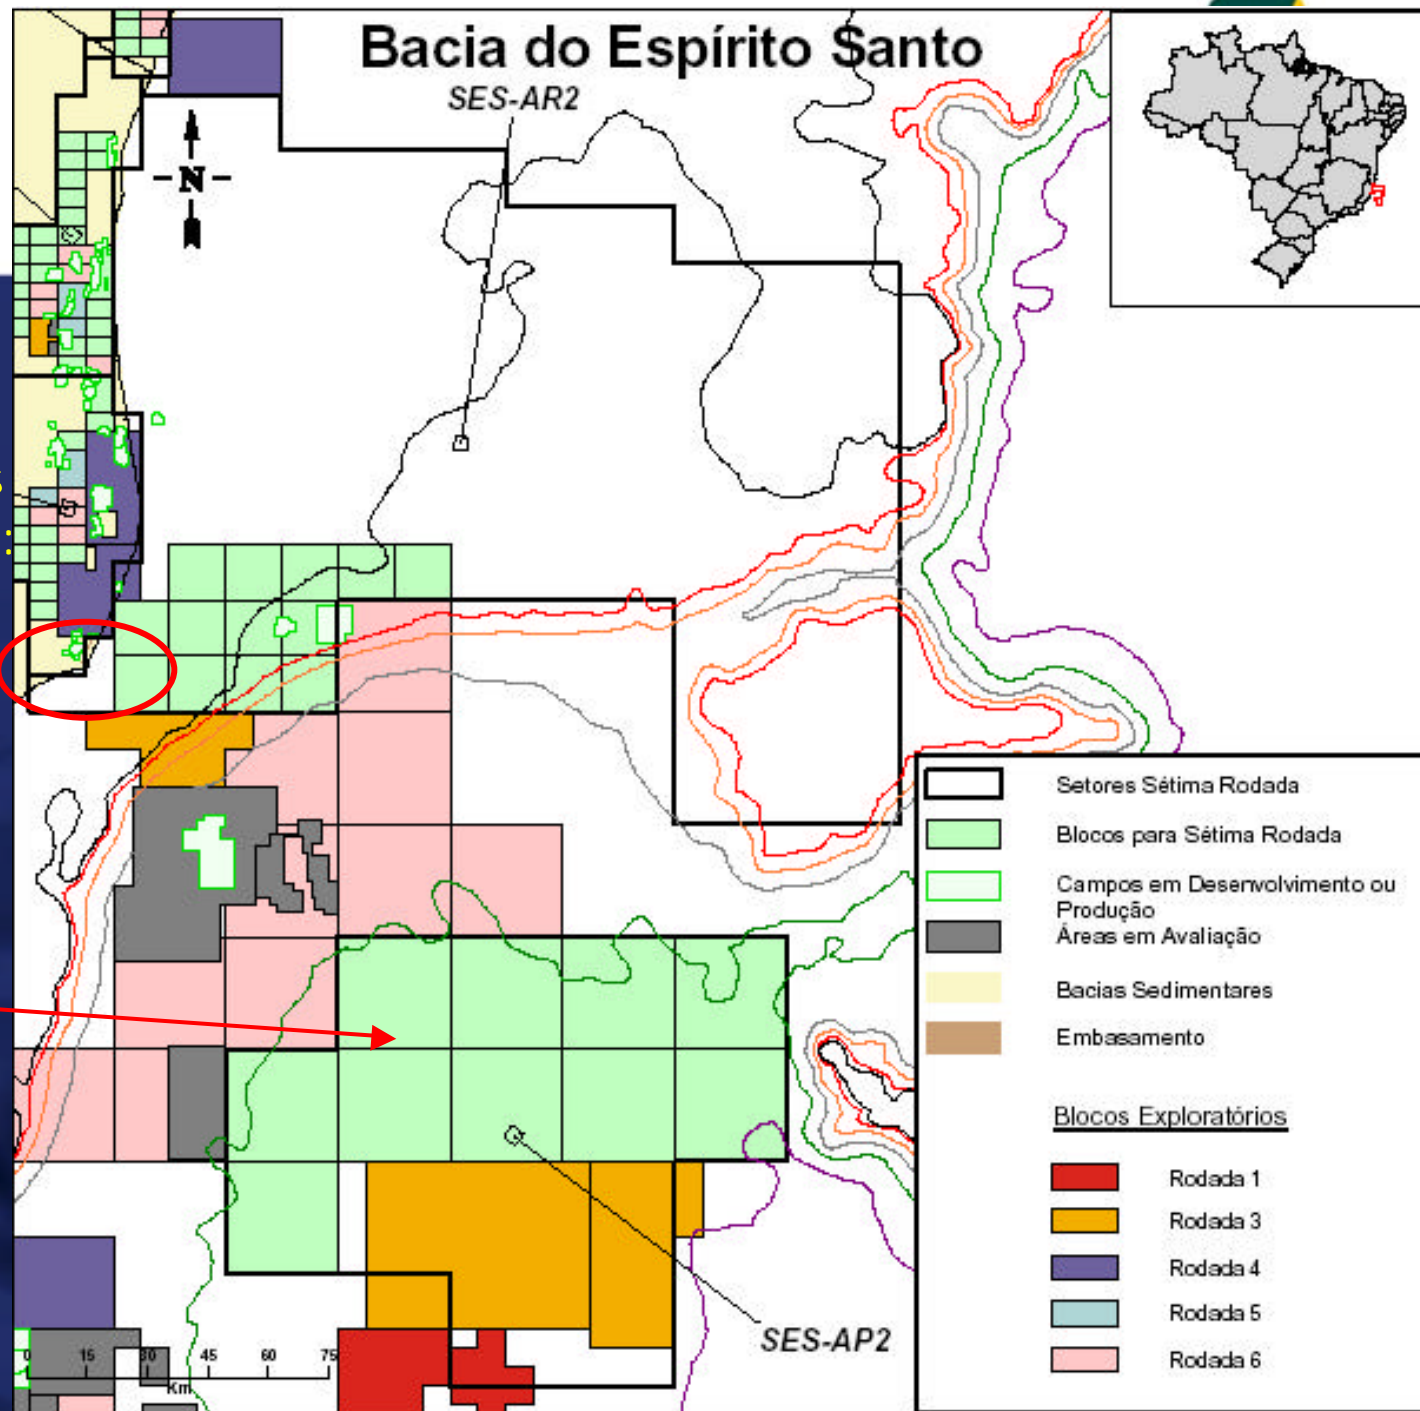 Bacia do Espírito Santo
SES-AR2
N
Setores Sétima Rodada
Blocos para Sétima Rodada
Campos em Desenvolvimento ou
Produção
Áreas em Avaliação
Bacias Sedimentares
Embasamento
Blocos Exploratórios
Rodada 1
Rodada 3
Rodada 4
Rodada 5
Rodada 6
SES-AP2
0 15 30 45 60 75
Km